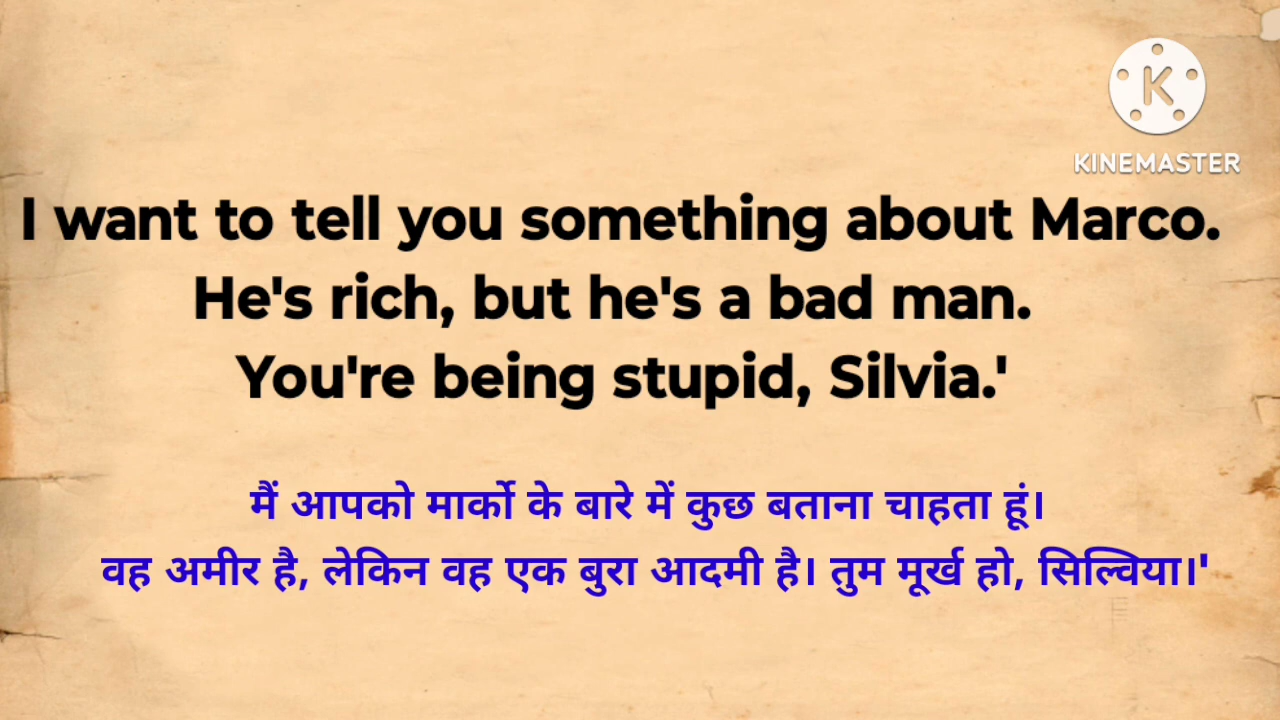 K
KINEMASTER
I want to tell you something about Marco.
He's rich, but he's a bad man.
You're being stupid, Silvia.'
मैं आपको मार्को के बारे में कुछ बताना चाहता हूं।
वह अमीर है, लेकिन वह एक बुरा आदमी है। तुम मूर्ख हो, सिल्विया।'